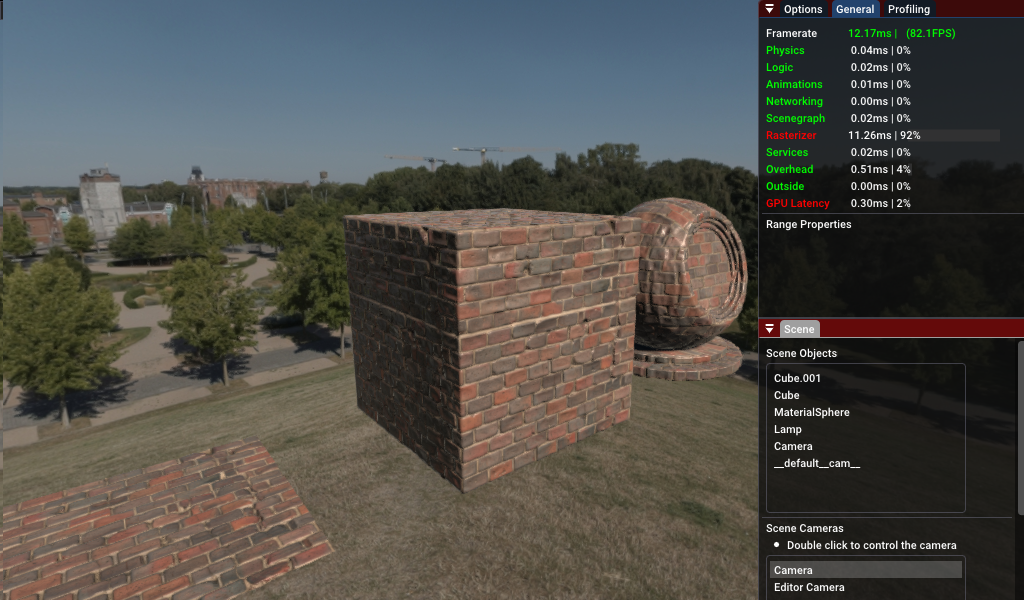 Options General Profiling
Framerate 12.17ms | (82.1FPS)
Physics 0.04ms | 0%
Logic 0.02ms | 0%
Animations 0.01ms | 0%
Networking 0.00ms | 0%
Scenegraph 0.02ms | 0%
Rasterizer 11.26ms | 92%
Services 0.02ms | 0%
Overhead 0.51ms | 4%
Outside 0.00ms | 0%
GPU Latency 0.30ms | 2%
Range Properties
Scene
Scene Objects
Cube.001
Cube
MaterialSphere
Lamp
Camera
__default__cam__
Scene Cameras
Double click to control the camera
Camera
Editor Camera